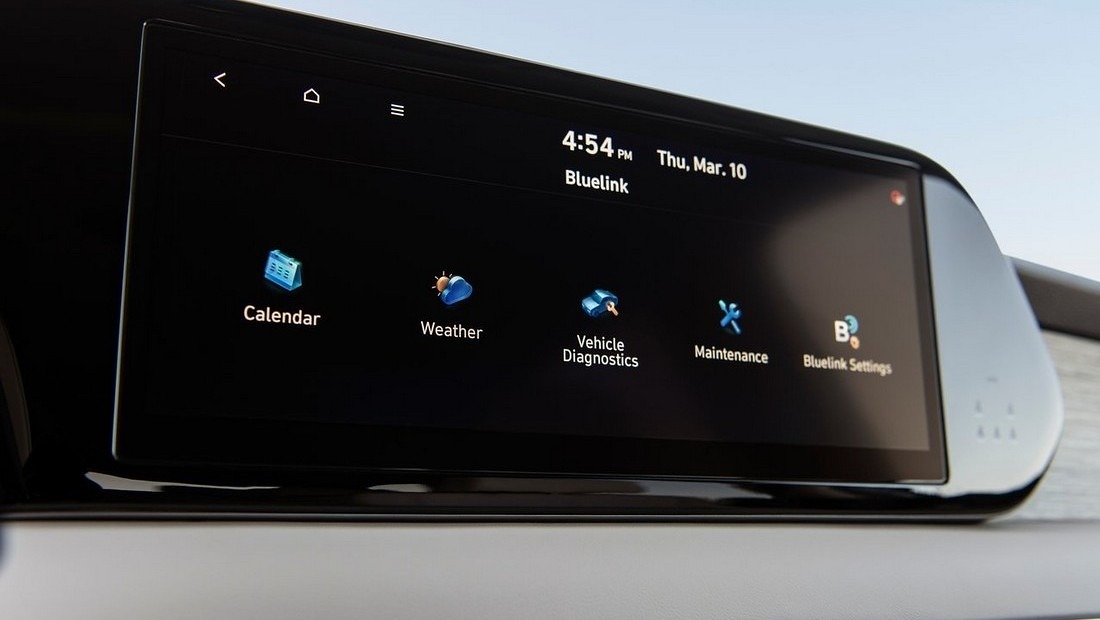 4:54 PM Thu, Mar. 10
Bluelink
Calendar
Weather
Vehicle
Diagnostics
Maintenance
Bluelink Settings